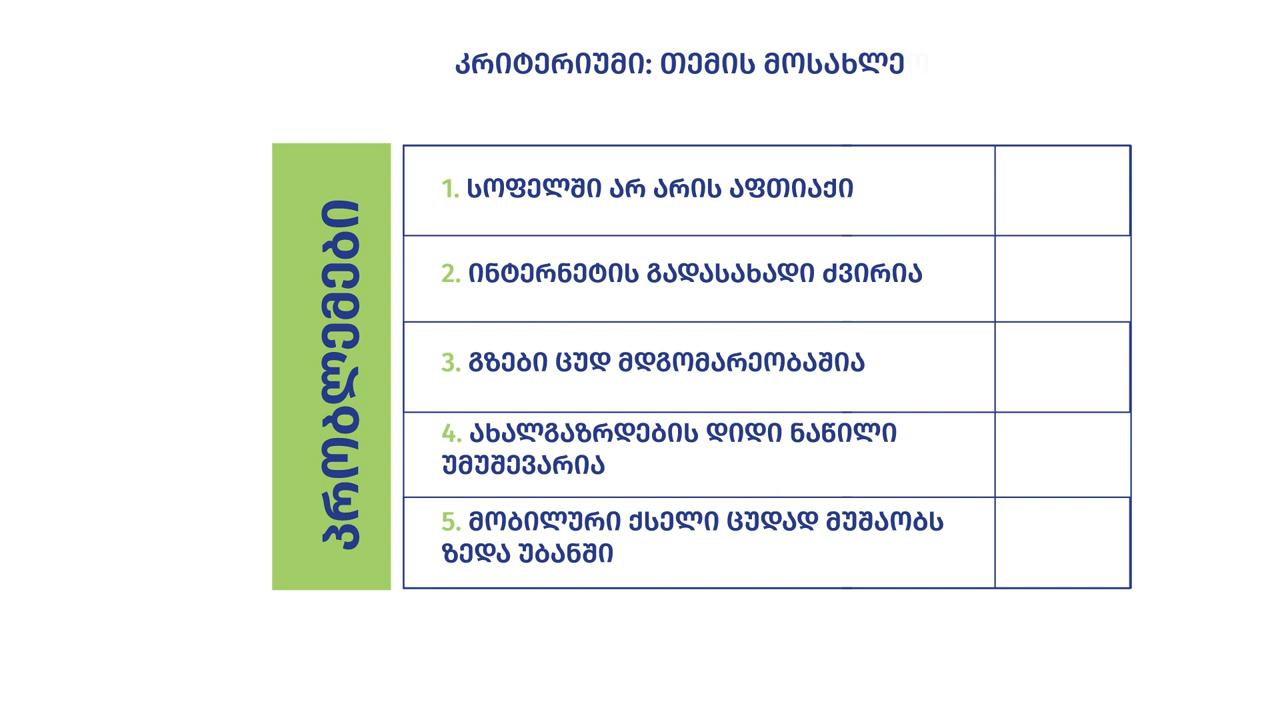 კრიტერიუმი: თემის მოსახლე
პრობლემები
1. სოფელში არ არის აფთიაქი
2. ინტერნეტის გადასახადი ძვირია
3. გზები ცუდ მდგომარეობაშია
4. ახალგაზრდების დიდი ნაწილი
უმუშევარია
5. მობილური ქსელი ცუდად მუშაობს
ზედა უბანში